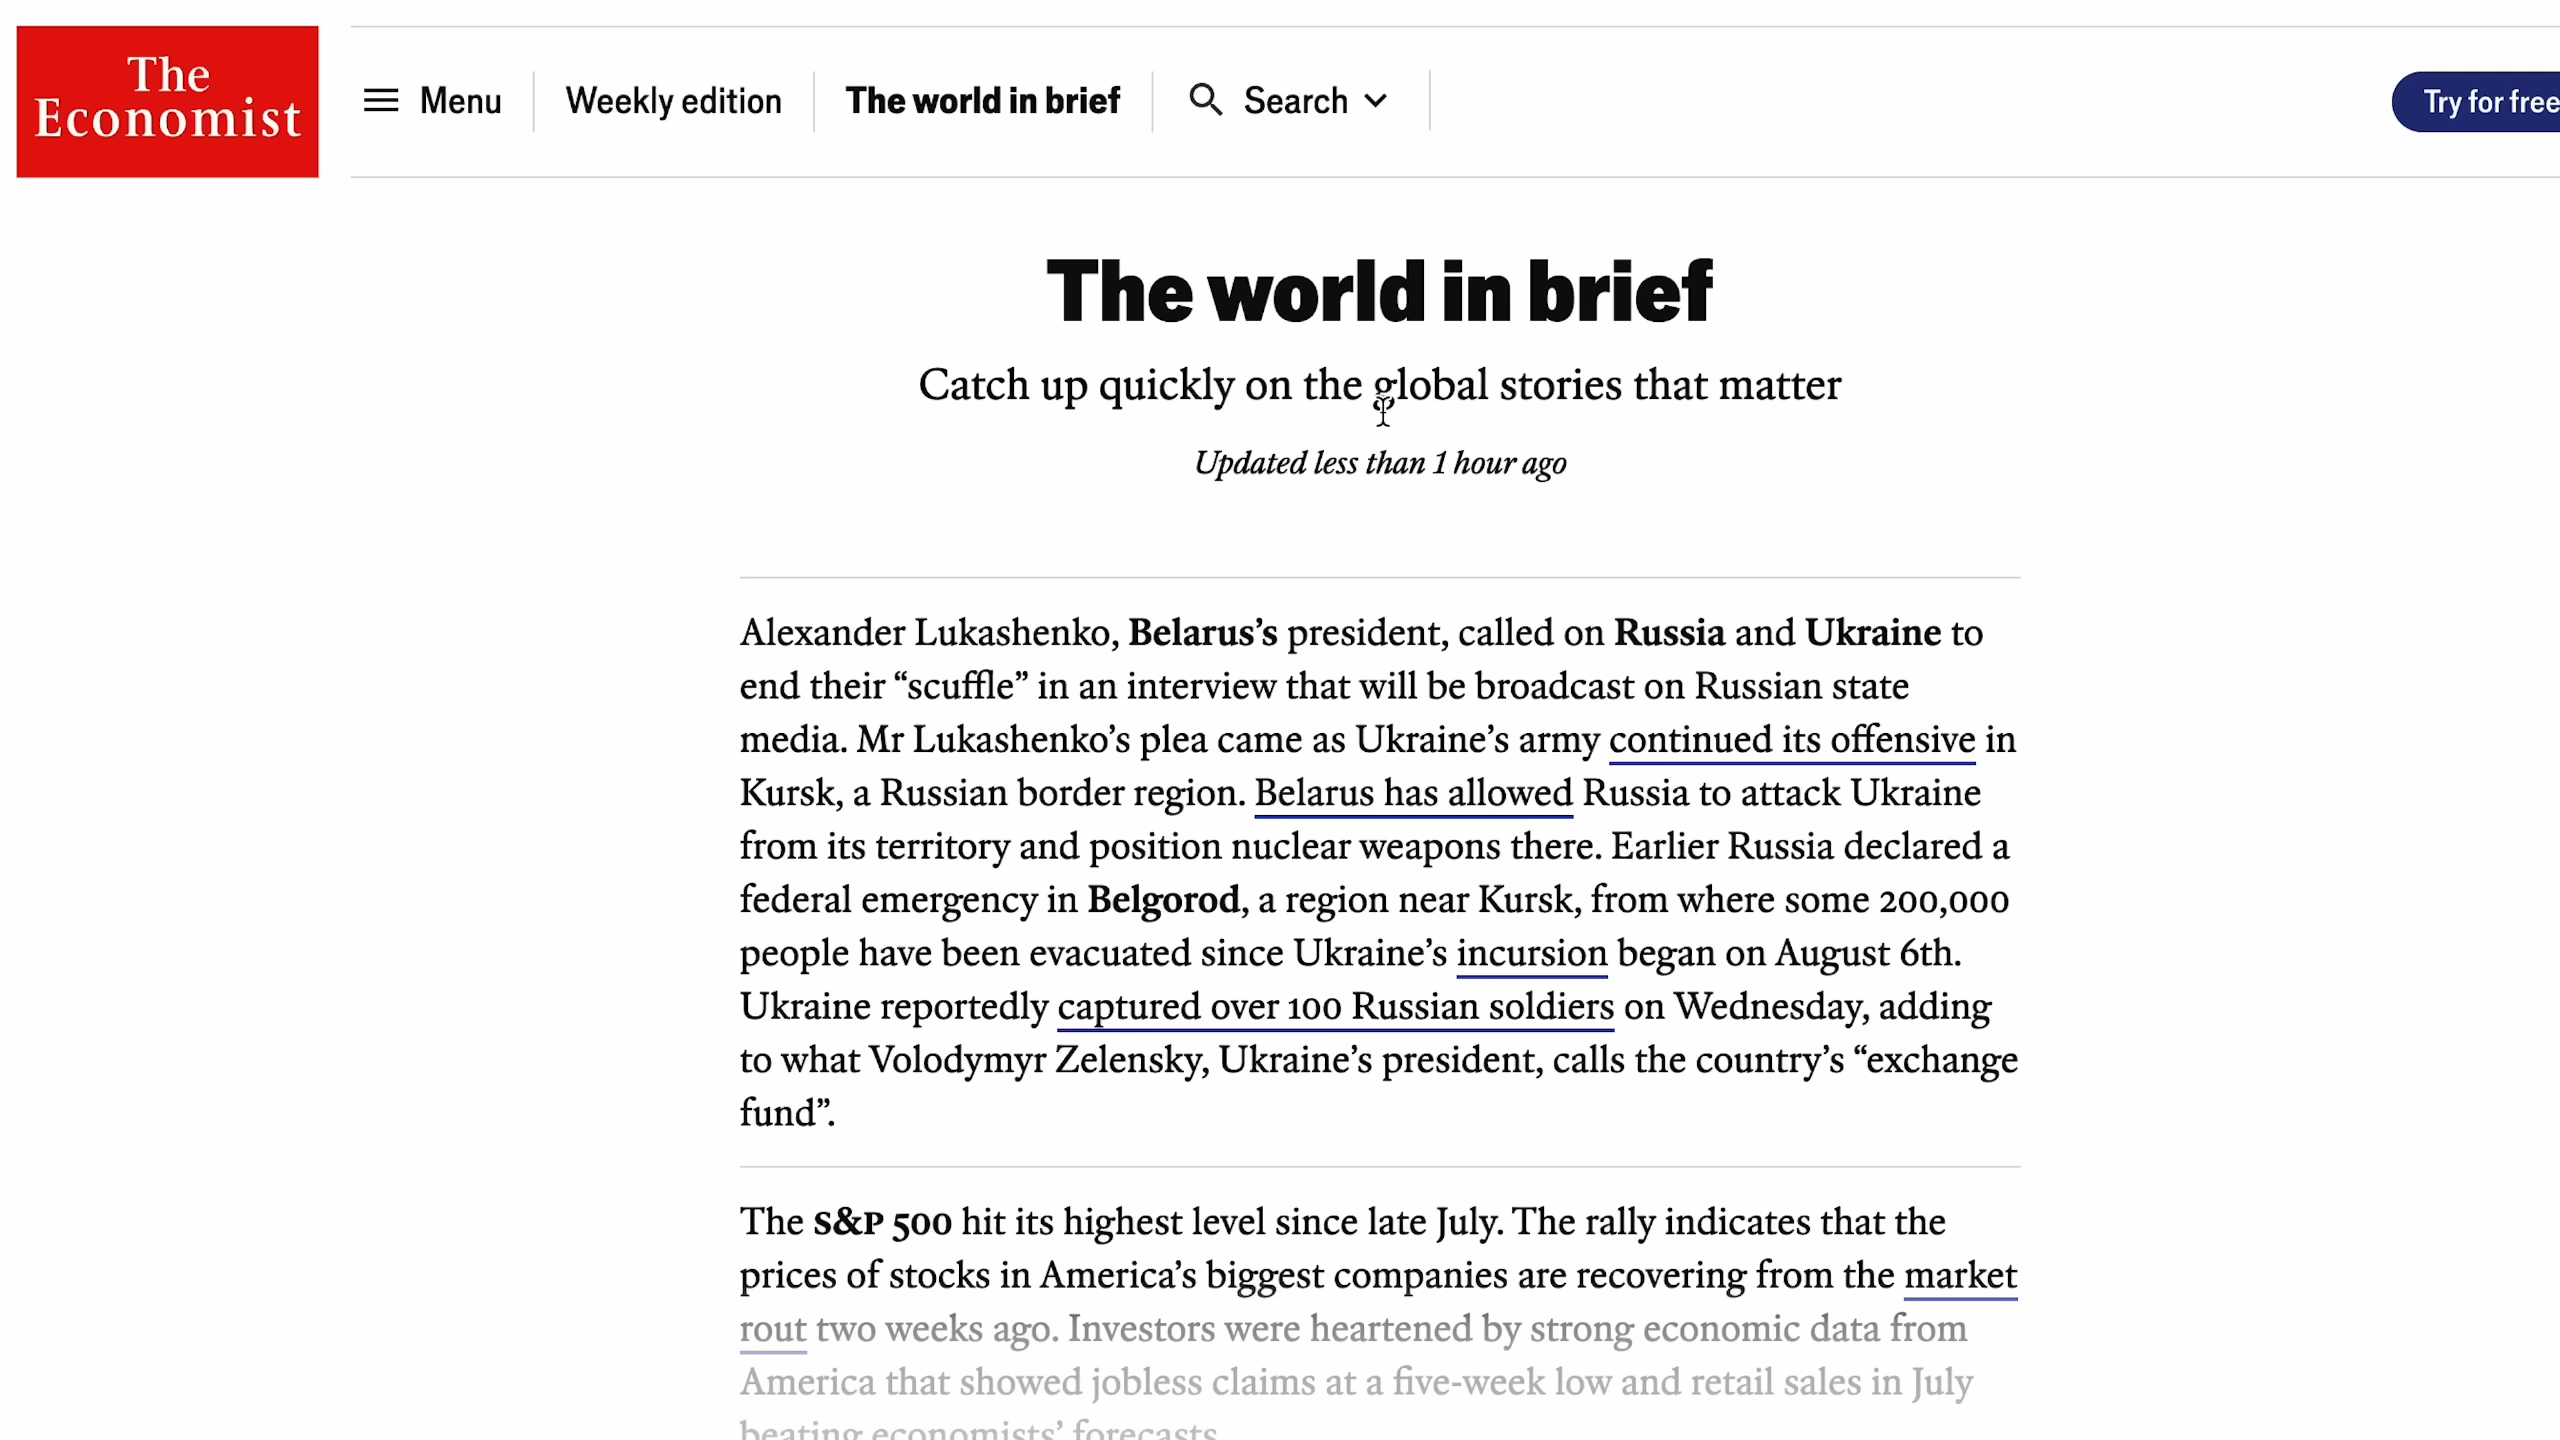 The
Economist
Menu
Weekly edition
The world in brief
Search
Try for free
The world in brief
Catch up quickly on the global stories that matter
Updated less than 1 hour ago
Alexander Lukashenko, Belarus’s president, called on Russia and Ukraine to
end their “scuffle” in an interview that will be broadcast on Russian state
media. Mr Lukashenko’s plea came as Ukraine’s army continued its offensive in
Kursk, a Russian border region. Belarus has allowed Russia to attack Ukraine
from its territory and position nuclear weapons there. Earlier Russia declared a
federal emergency in Belgorod, a region near Kursk, from where some 200,000
people have been evacuated since Ukraine’s incursion began on August 6th.
Ukraine reportedly captured over 100 Russian soldiers on Wednesday, adding
to what Volodymyr Zelensky, Ukraine’s president, calls the country’s “exchange
fund”.
The S&P 500 hit its highest level since late July. The rally indicates that the
prices of stocks in America’s biggest companies are recovering from the market
rout two weeks ago. Investors were heartened by strong economic data from
America that showed jobless claims at a five-week low and retail sales in July
beating economists’ forecasts